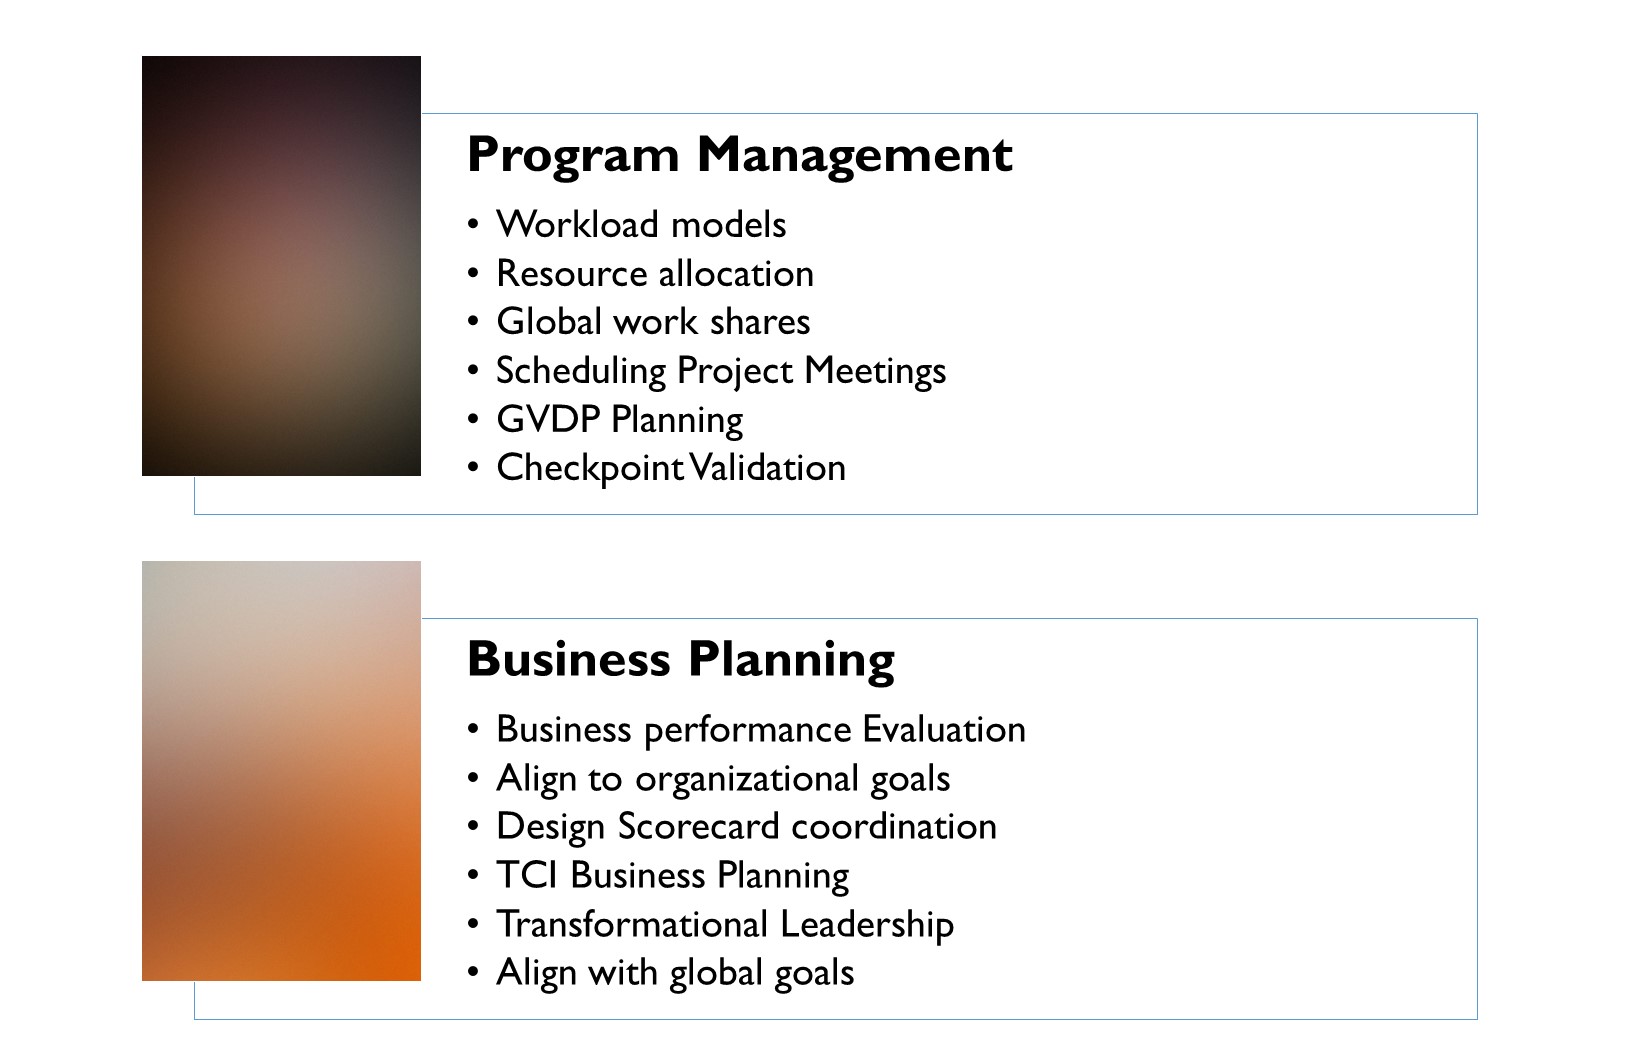 Program Management
• Workload models
• Resource allocation
• Global work shares
• Scheduling Project Meetings
• GVDP Planning
• Checkpoint Validation
Business Planning
• Business performance Evaluation
• Align to organizational goals
• Design Scorecard coordination
• TCI Business Planning
• Transformational Leadership
• Align with global goals